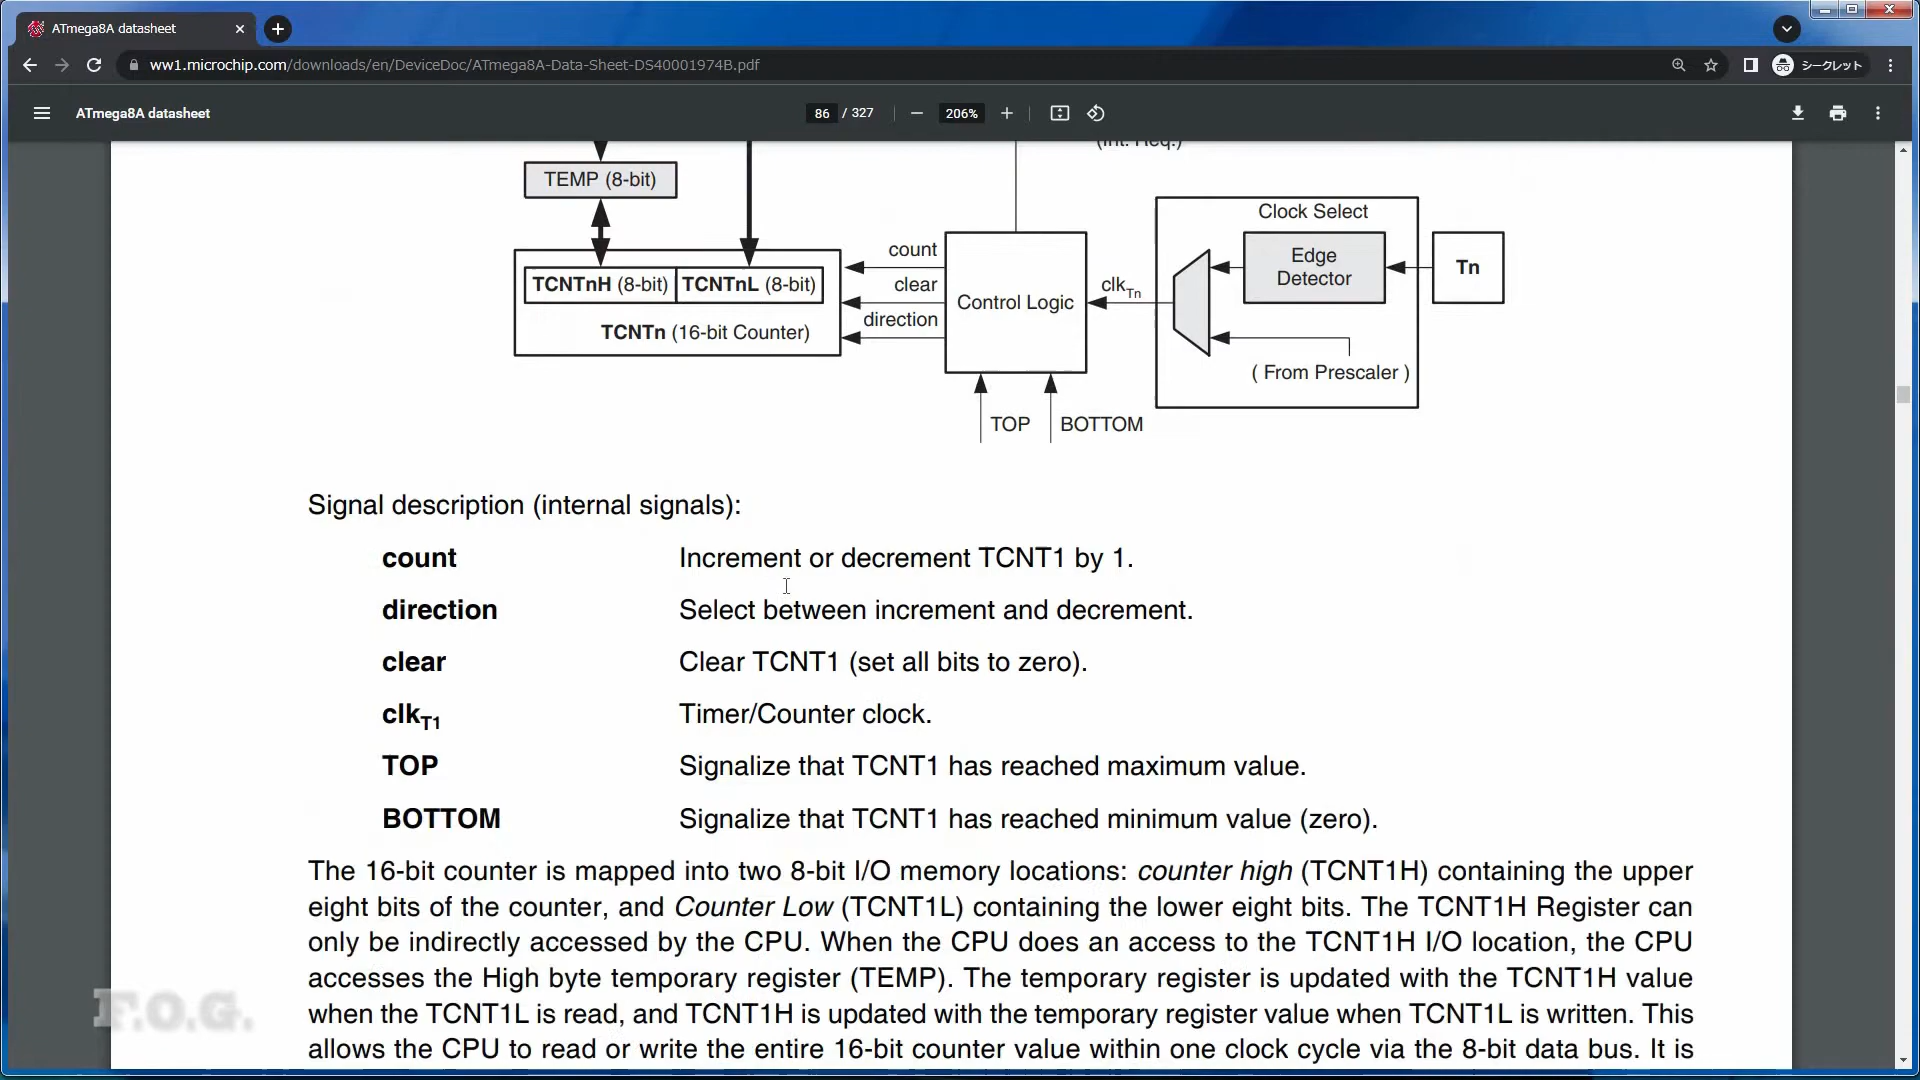 ATmega8A datasheet
ww1.microchip.com/downloads/en/DeviceDoc/ATmega8A-Data-Sheet-DS40001974B.pdf
シークレット
ATmega8A datasheet
86 / 327
206%
(Int. Req.)
TEMP (8-bit)
Clock Select
Edge
Detector
Tn
count
clear
direction
Control Logic
clkTn
TCNTnH (8-bit) TCNTnL (8-bit)
TCNTn (16-bit Counter)
( From Prescaler )
TOP
BOTTOM
Signal description (internal signals):
count Increment or decrement TCNT1 by 1.
direction Select between increment and decrement.
clear Clear TCNT1 (set all bits to zero).
clkT1 Timer/Counter clock.
TOP Signalize that TCNT1 has reached maximum value.
BOTTOM Signalize that TCNT1 has reached minimum value (zero).
The 16-bit counter is mapped into two 8-bit I/O memory locations: counter high (TCNT1H) containing the upper
eight bits of the counter, and Counter Low (TCNT1L) containing the lower eight bits. The TCNT1H Register can
only be indirectly accessed by the CPU. When the CPU does an access to the TCNT1H I/O location, the CPU
accesses the High byte temporary register (TEMP). The temporary register is updated with the TCNT1H value
when the TCNT1L is read, and TCNT1H is updated with the temporary register value when TCNT1L is written. This
allows the CPU to read or write the entire 16-bit counter value within one clock cycle via the 8-bit data bus. It is
F.O.G.